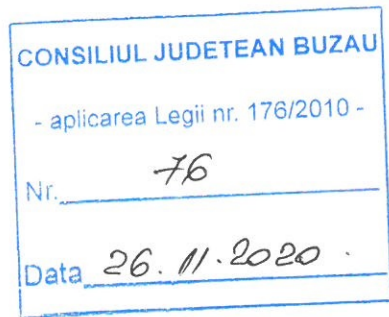 CONSILIUL JUDETEAN BUZAU
- aplicarea Legii nr. 176/2010 -
Nr. 76
Data 26.11.2020.